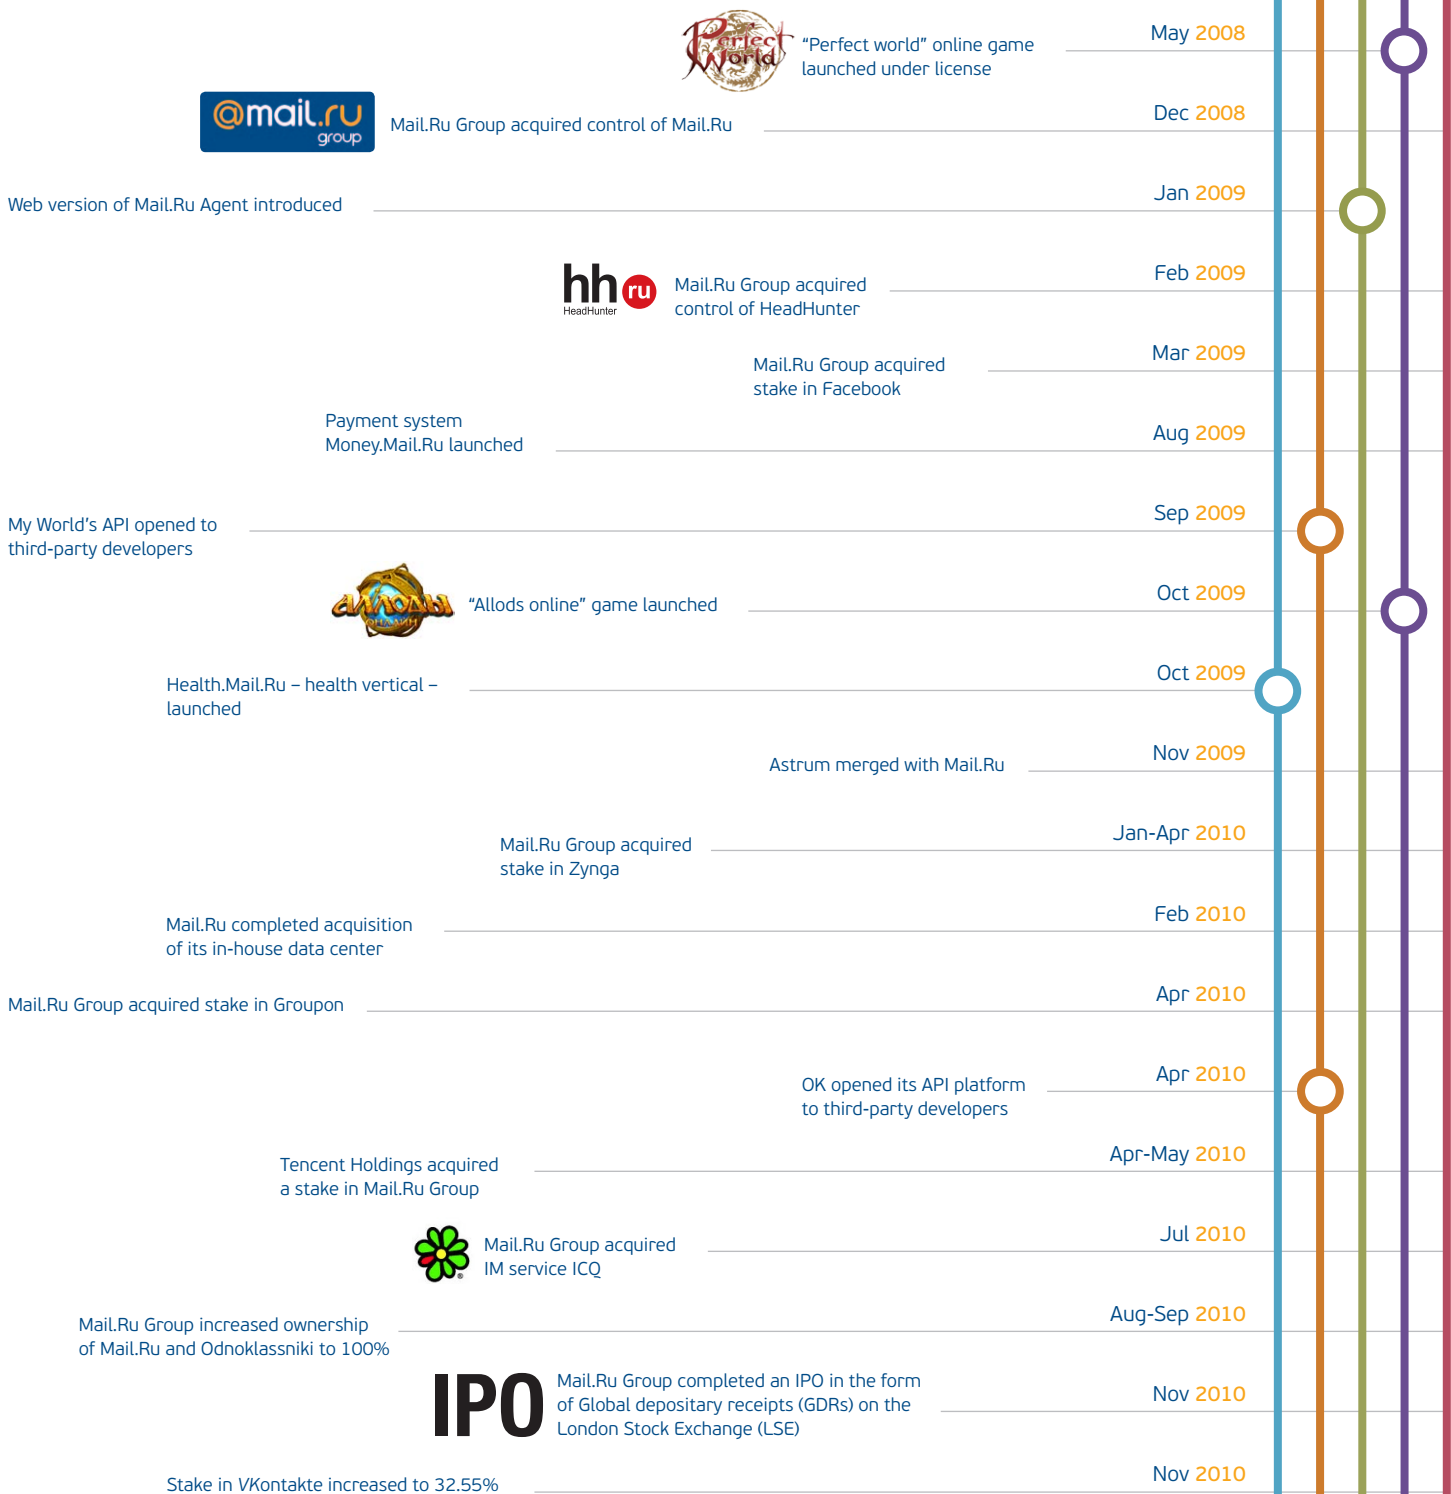 Perfect
World
“Perfect world” online game
launched under license
May 2008
@mail.ru
group
Mail.Ru Group acquired control of Mail.Ru
Dec 2008
Web version of Mail.Ru Agent introduced
Jan 2009
hh ru
HeadHunter
Mail.Ru Group acquired
control of HeadHunter
Feb 2009
Mail.Ru Group acquired
stake in Facebook
Mar 2009
Payment system
Money.Mail.Ru launched
Aug 2009
My World’s API opened to
third-party developers
Sep 2009
АЛЛОДЫ
ОНЛАЙН
“Allods online” game launched
Oct 2009
Health.Mail.Ru – health vertical –
launched
Oct 2009
Astrum merged with Mail.Ru
Nov 2009
Mail.Ru Group acquired
stake in Zynga
Jan-Apr 2010
Mail.Ru completed acquisition
of its in-house data center
Feb 2010
Mail.Ru Group acquired stake in Groupon
Apr 2010
OK opened its API platform
to third-party developers
Apr 2010
Tencent Holdings acquired
a stake in Mail.Ru Group
Apr-May 2010
®
Mail.Ru Group acquired
IM service ICQ
Jul 2010
Mail.Ru Group increased ownership
of Mail.Ru and Odnoklassniki to 100%
Aug-Sep 2010
IPO
Mail.Ru Group completed an IPO in the form
of Global depositary receipts (GDRs) on the
London Stock Exchange (LSE)
Nov 2010
Stake in VKontakte increased to 32.55%
Nov 2010